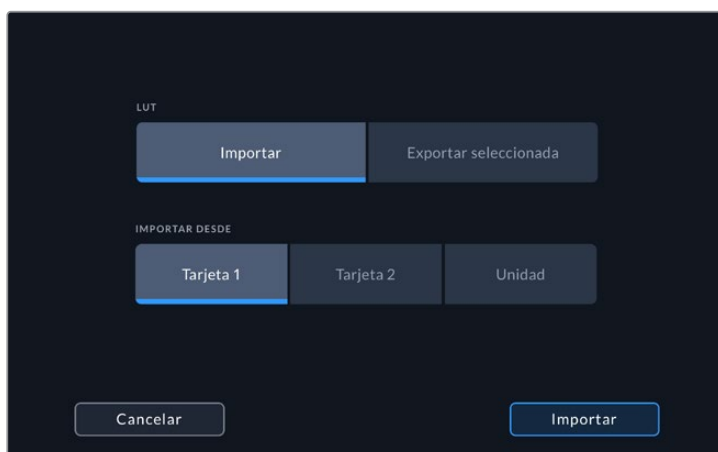 LUT
Importar Exportar seleccionada
IMPORTAR DESDE
Tarjeta 1 Tarjeta 2 Unidad
Cancelar Importar